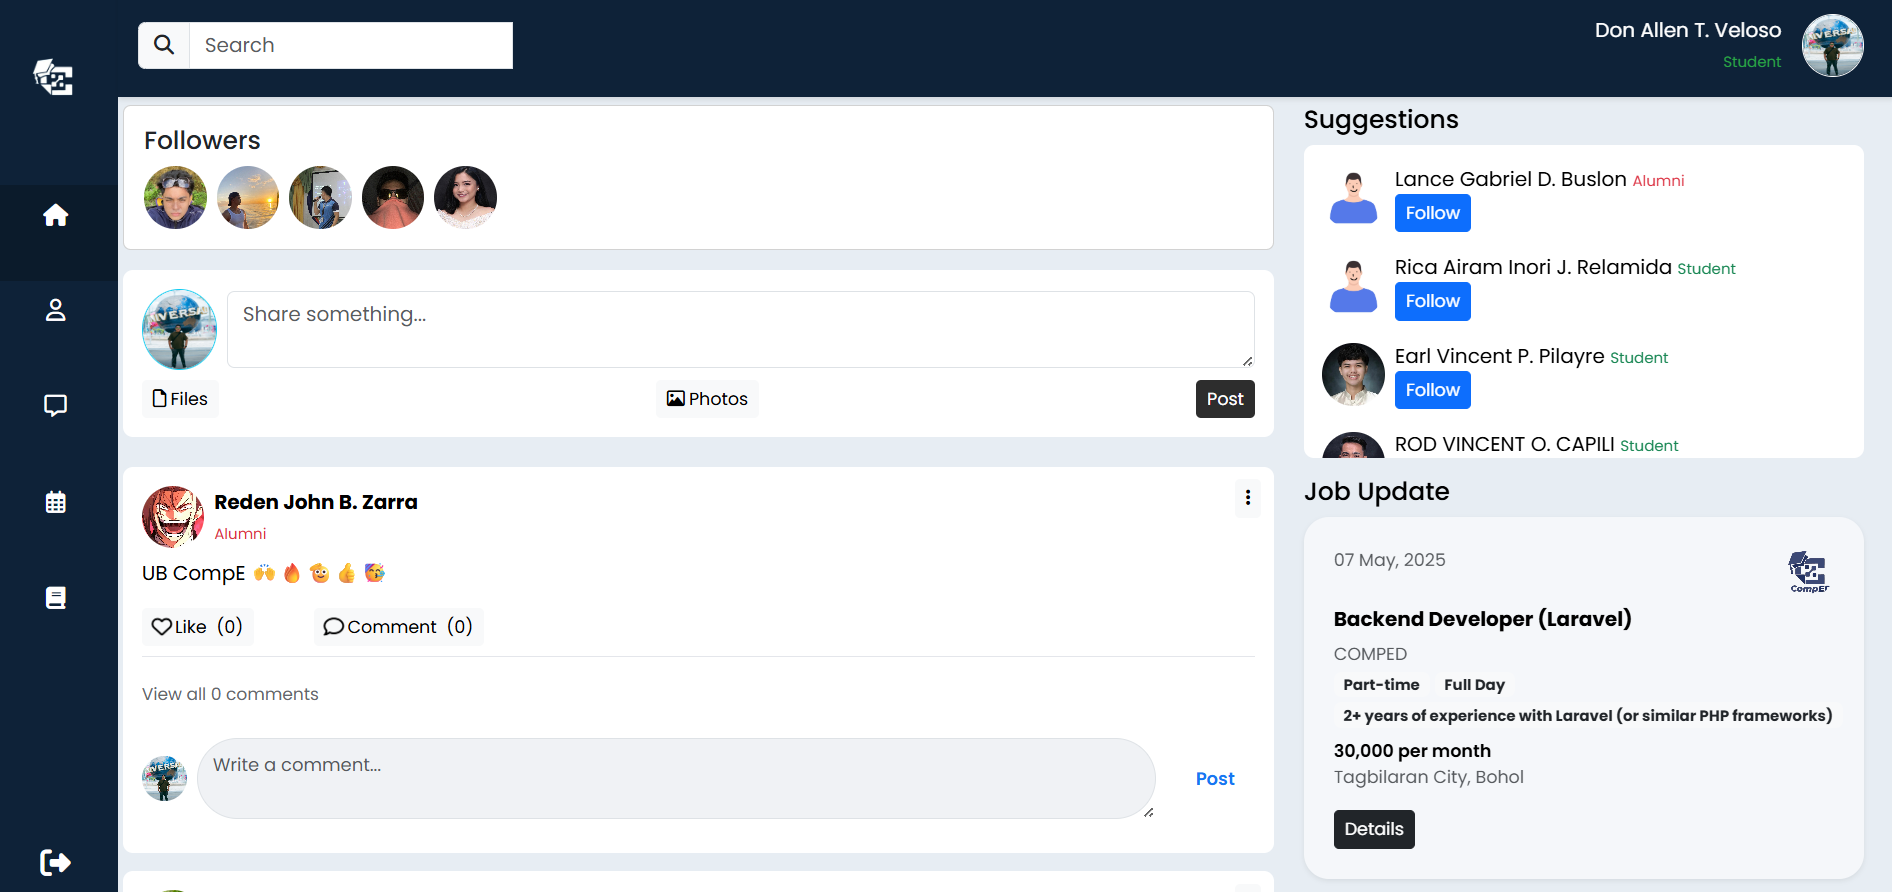 Search
Don Allen T. Veloso
Student
Followers
Share something...
Files
Photos
Post
Reden John B. Zarra
Alumni
UB CompE 🙌 🔥 🫡 👍 🥳
Like (0)
Comment (0)
View all 0 comments
Write a comment...
Post
Suggestions
Lance Gabriel D. Buslon Alumni
Follow
Rica Airam Inori J. Relamida Student
Follow
Earl Vincent P. Pilayre Student
Follow
ROD VINCENT O. CAPILI Student
Job Update
07 May, 2025
CompEr
Backend Developer (Laravel)
COMPED
Part-time Full Day
2+ years of experience with Laravel (or similar PHP frameworks)
30,000 per month
Tagbilaran City, Bohol
Details